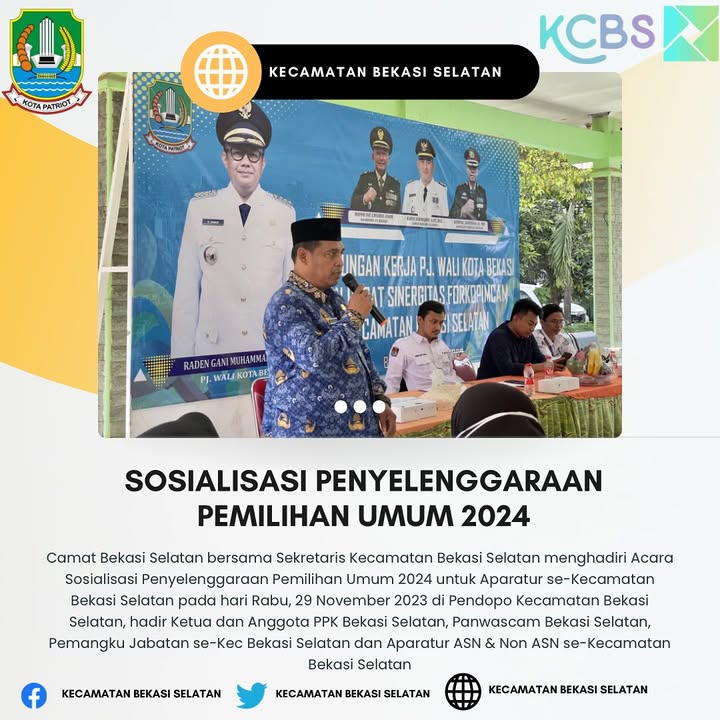 KCBS
KOTA PATRIOT
KECAMATAN BEKASI SELATAN
KOTA PATRIOT
UNGAN KERJA P.J. WALI KOTA BEKASI
AT SINERGITAS FORKOPIMCAM
CAMATAN BEKASI SELATAN
RADEN GANI MUHAMMA
PJ. WALI KOTA BE
SOSIALISASI PENYELENGGARAAN
PEMILIHAN UMUM 2024
Camat Bekasi Selatan bersama Sekretaris Kecamatan Bekasi Selatan menghadiri Acara
Sosialisasi Penyelenggaraan Pemilihan Umum 2024 untuk Aparatur se-Kecamatan
Bekasi Selatan pada hari Rabu, 29 November 2023 di Pendopo Kecamatan Bekasi
Selatan, hadir Ketua dan Anggota PPK Bekasi Selatan, Panwascam Bekasi Selatan,
Pemangku Jabatan se-Kec Bekasi Selatan dan Aparatur ASN & Non ASN se-Kecamatan
Bekasi Selatan
KECAMATAN BEKASI SELATAN
KECAMATAN BEKASI SELATAN
KECAMATAN BEKASI SELATAN